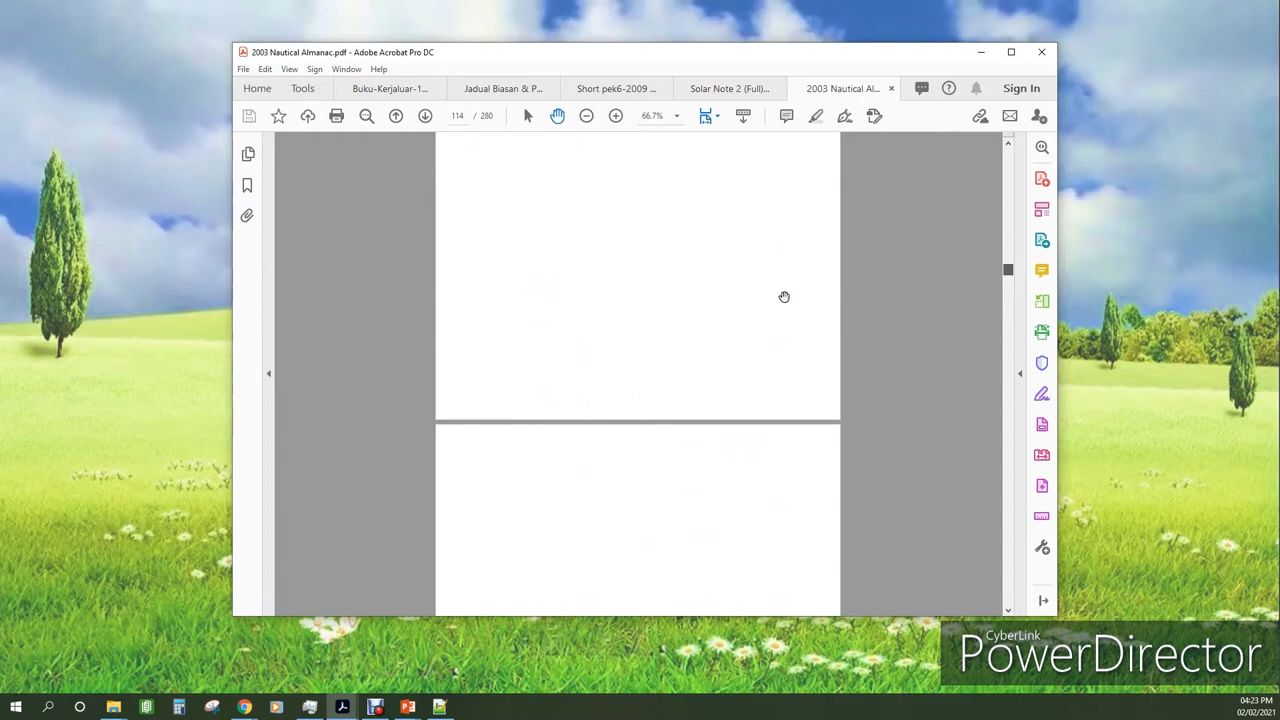 2003 Nautical Almanac.pdf - Adobe Acrobat Pro DC
File Edit View Sign Window Help
Home Tools Buku-Kerjaluar-1... Jadual Biasan & P... Short pek6-2009 ... Solar Note 2 (Full)... 2003 Nautical Al... × Sign In
114 / 280 66.7%
CyberLink
PowerDirector
04:23 PM
02/02/2021